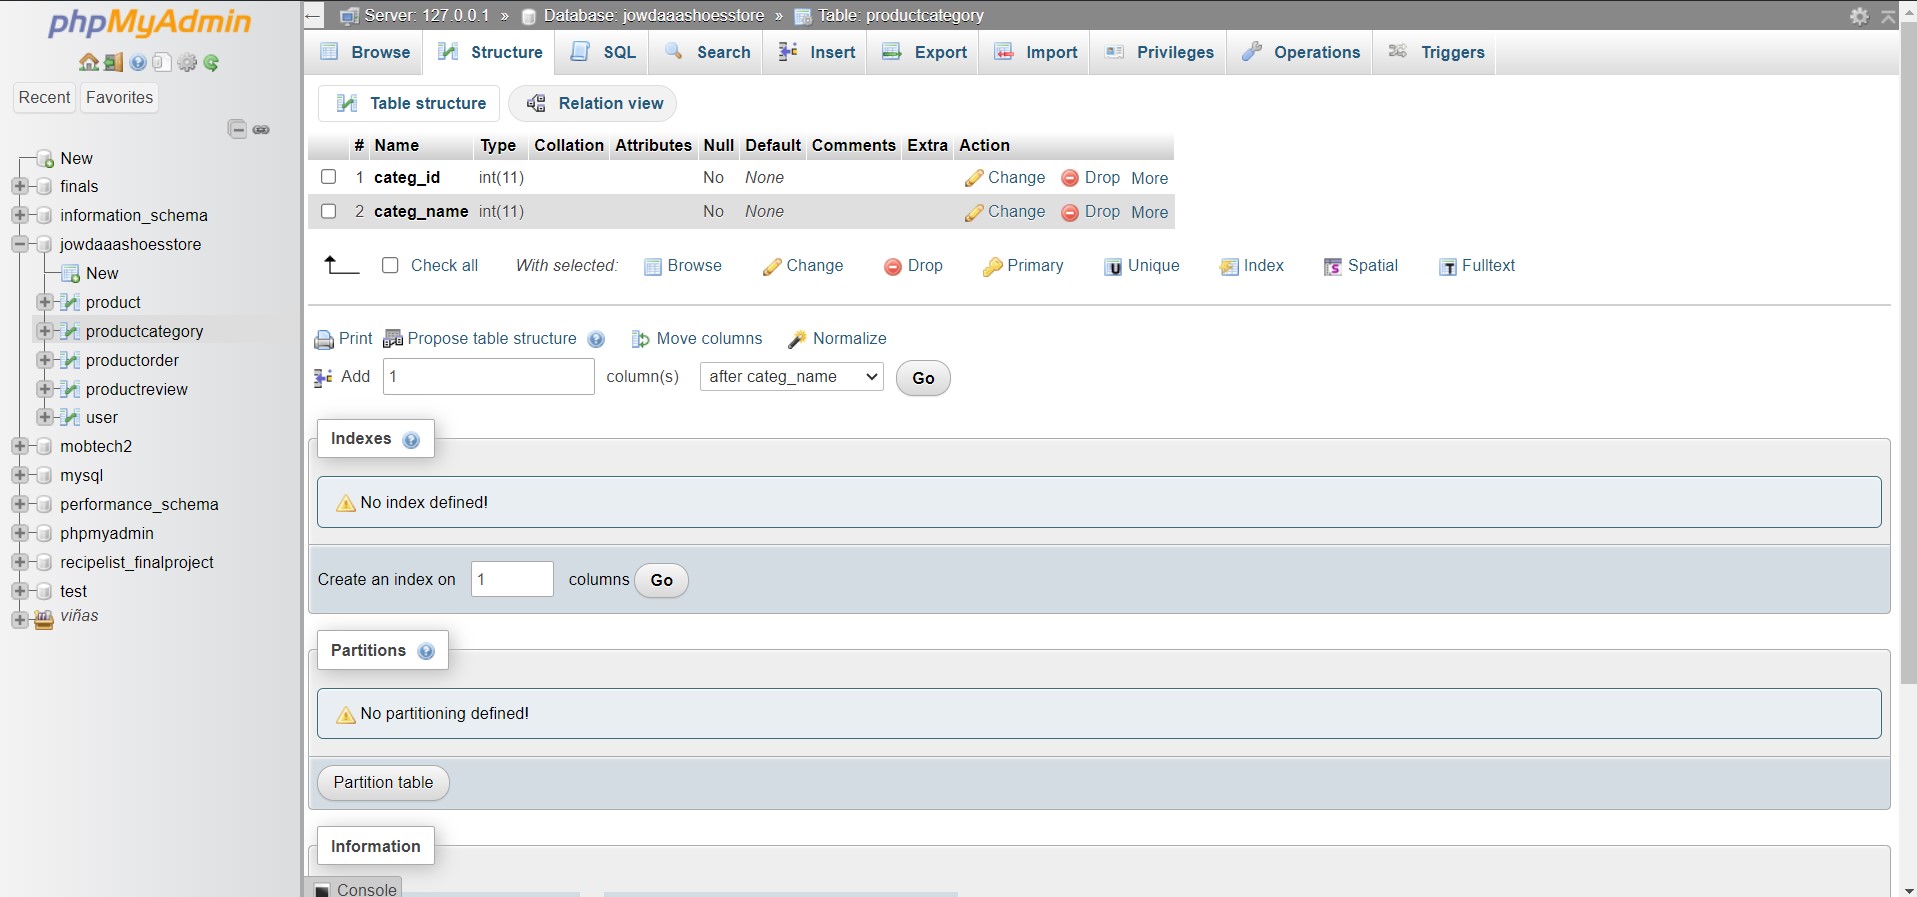 phpMyAdmin
Recent Favorites
New
finals
information_schema
jowdaaashoesstore
New
product
productcategory
productorder
productreview
user
mobtech2
mysql
performance_schema
phpmyadmin
recipelist_finalproject
test
viñas
Server: 127.0.0.1 » Database: jowdaaashoesstore » Table: productcategory
Browse Structure SQL Search Insert Export Import Privileges Operations Triggers
Table structure Relation view
# Name Type Collation Attributes Null Default Comments Extra Action
1 categ_id int(11) No None Change Drop More
2 categ_name int(11) No None Change Drop More
Check all With selected: Browse Change Drop Primary Unique Index Spatial Fulltext
Print Propose table structure Move columns Normalize
Add 1 column(s) after categ_name Go
Indexes
No index defined!
Create an index on 1 columns Go
Partitions
No partitioning defined!
Partition table
Information
Console